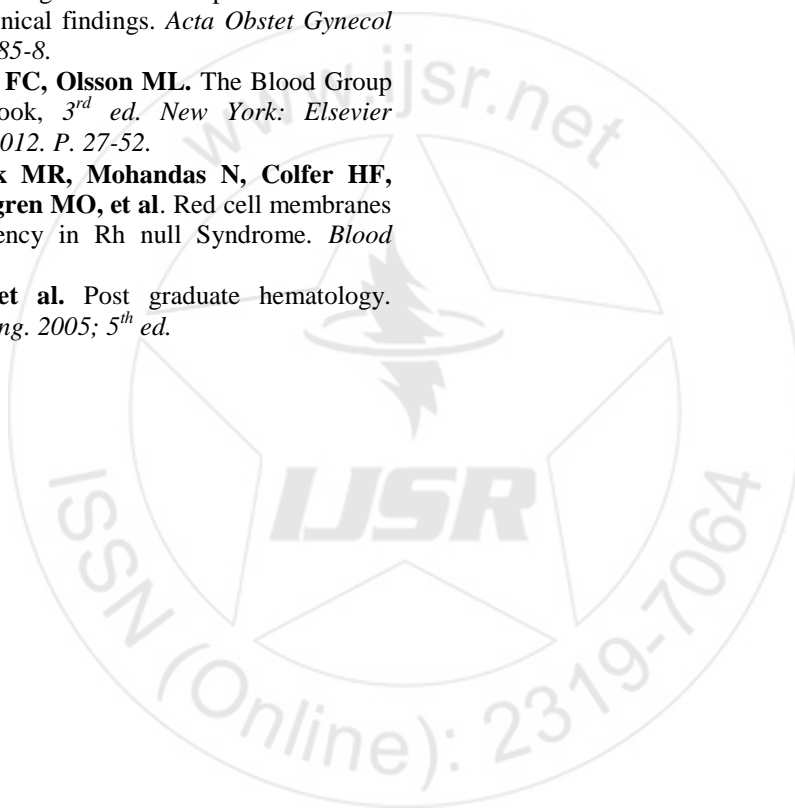 nical findings. Acta Obstet Gynecol
85-8.
FC, Olsson ML. The Blood Group
ook, 3rd ed. New York: Elsevier
012. P. 27-52.
k MR, Mohandas N, Colfer HF,
gren MO, et al. Red cell membranes
ency in Rh null Syndrome. Blood
et al. Post graduate hematology.
ng. 2005; 5th ed.
www.ijsr.net
IJSR
ISSN (Online): 2319-7064